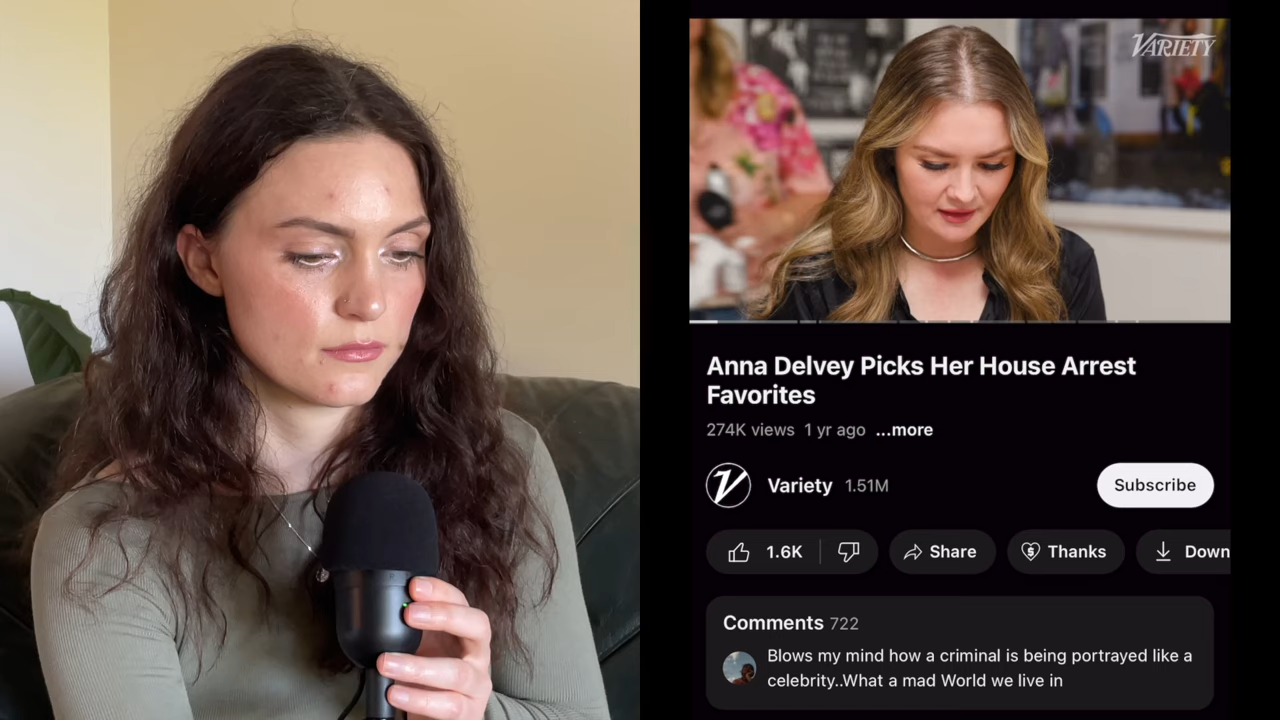 VARIETY
Anna Delvey Picks Her House Arrest
Favorites
274K views 1 yr ago ...more
Variety 1.51M
Subscribe
1.6K
Share
Thanks
Down
Comments 722
Blows my mind how a criminal is being portrayed like a
celebrity..What a mad World we live in